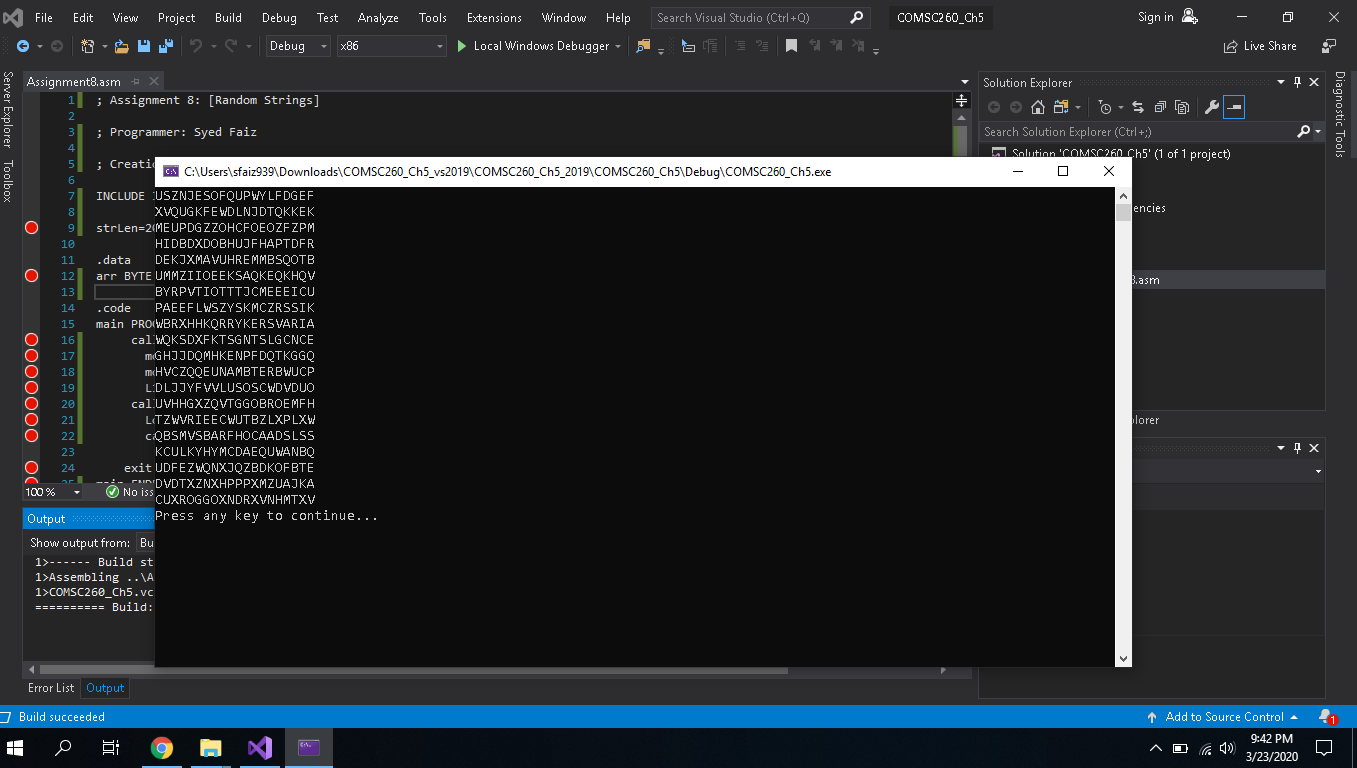 File Edit View Project Build Debug Test Analyze Tools Extensions Window Help Search Visual Studio (Ctrl+Q) COMSC260_Ch5 Sign in
Debug x86 Local Windows Debugger Live Share
Server Explorer
Toolbox
Assignment8.asm
1 ; Assignment 8: [Random Strings]
2
3 ; Programmer: Syed Faiz
4
5 ; Creati
6
7 INCLUDE
8
9 strLen=20
10
11 .data
12 arr BYTE
13
14 .code
15 main PROC
16 cal
17 m
18 m
19 L
20 cal
21 L
22 ca
23
24 exit
25 main ENDP
100 % No iss
Output
Show output from: Bu
1>------ Build st
1>Assembling ..\A
1>COMSC260_Ch5.vc
========== Build:
Error List Output
C:\Users\sfaiz939\Downloads\COMSC260_Ch5_vs2019\COMSC260_Ch5_2019\COMSC260_Ch5\Debug\COMSC260_Ch5.exe
USZNJESOFQUPWYLFDGEF
XVQUGKFEWDLNJDTQKKEK
MEUPDGZZOHCFOEOZFZPM
HIDBDXDOBHUJFHAPTDFR
DEKJXMAVUHREMMBSQOTB
UMMZIIOEEKSAQKEQKHQV
BYRPVTIOTTTJCMEEEICU
PAEEFLWSZYSKMCZRSSIK
WBRXHHKQRRYKERSVARIA
WQKSDXFKTSGNTSLGCNCE
GHJJDQMHKENPFDQTKGGQ
HVCZQQEUNAMBTERBWUCP
DLJJYFVVLUSOSCWDVDUO
UVHHGXZQVTGGOBROEMFH
TZWVRIEECWUTBZLXPLXW
QBSMVSBARFHOCAADSLSS
KCULKYHYMCDAEQUWANBQ
UDFEZWQNXJQZBDKOFBTE
DVDTXZNXHPPPXMZUAJKA
CUXROGGOXNDRXVNHMTXV
Press any key to continue...
Solution Explorer
Search Solution Explorer (Ctrl+;)
Solution 'COMSC260_Ch5' (1 of 1 project)
encies
8.asm
plorer
Diagnostic Tools
Build succeeded Add to Source Control 1
9:42 PM
3/23/2020